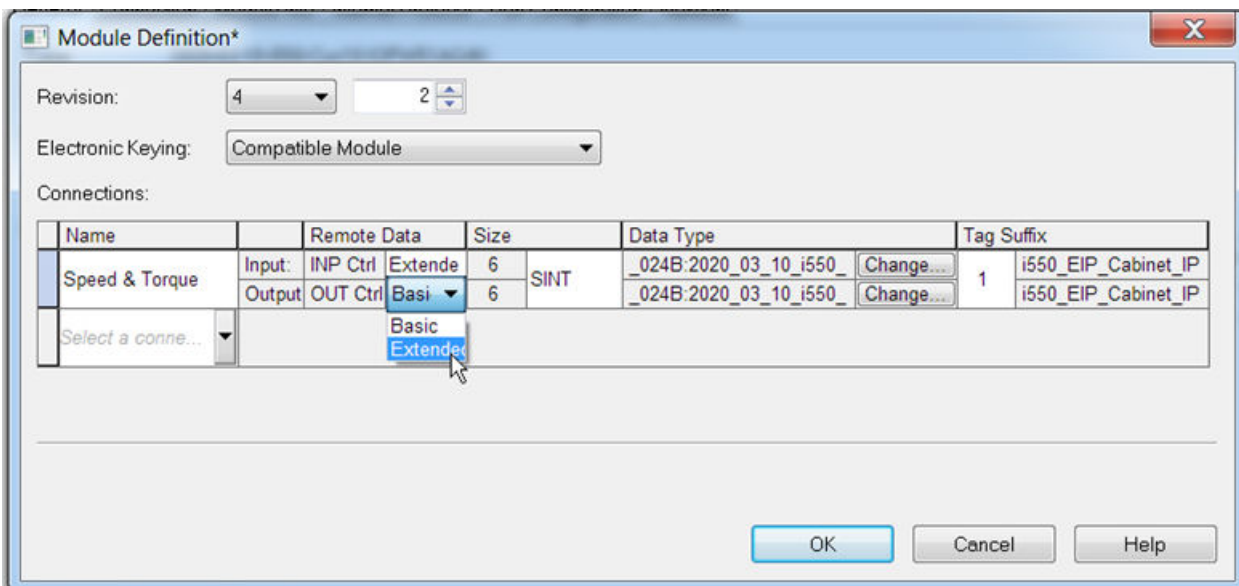 Module Definition*
Revision: 4 2
Electronic Keying: Compatible Module
Connections:
Name Remote Data Size Data Type Tag Suffix
Speed & Torque Input: INP Ctrl Extende 6 SINT _024B:2020_03_10_i550_ Change... 1 i550_EIP_Cabinet_IP
Output OUT Ctrl Basi 6 _024B:2020_03_10_i550_ Change... i550_EIP_Cabinet_IP
Select a conne...
Basic
Extended
OK Cancel Help